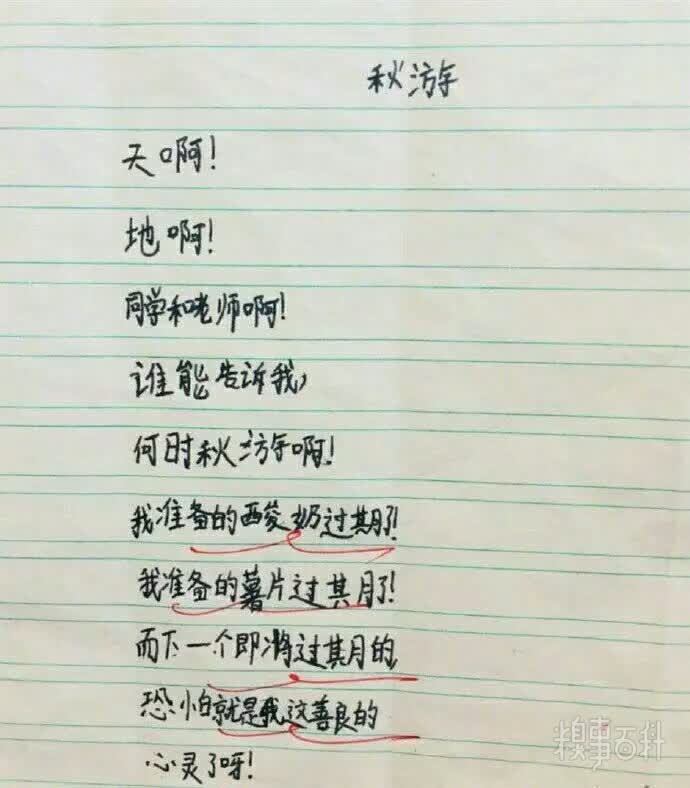 秋游
天啊！
地啊！
同学和老师啊！
谁能告诉我，
何时秋游啊！
我准备的酸奶过期了！
我准备的薯片过期了！
而下一个即将过期的
恐怕就是我这善良的
心灵了呀！
糗事百科